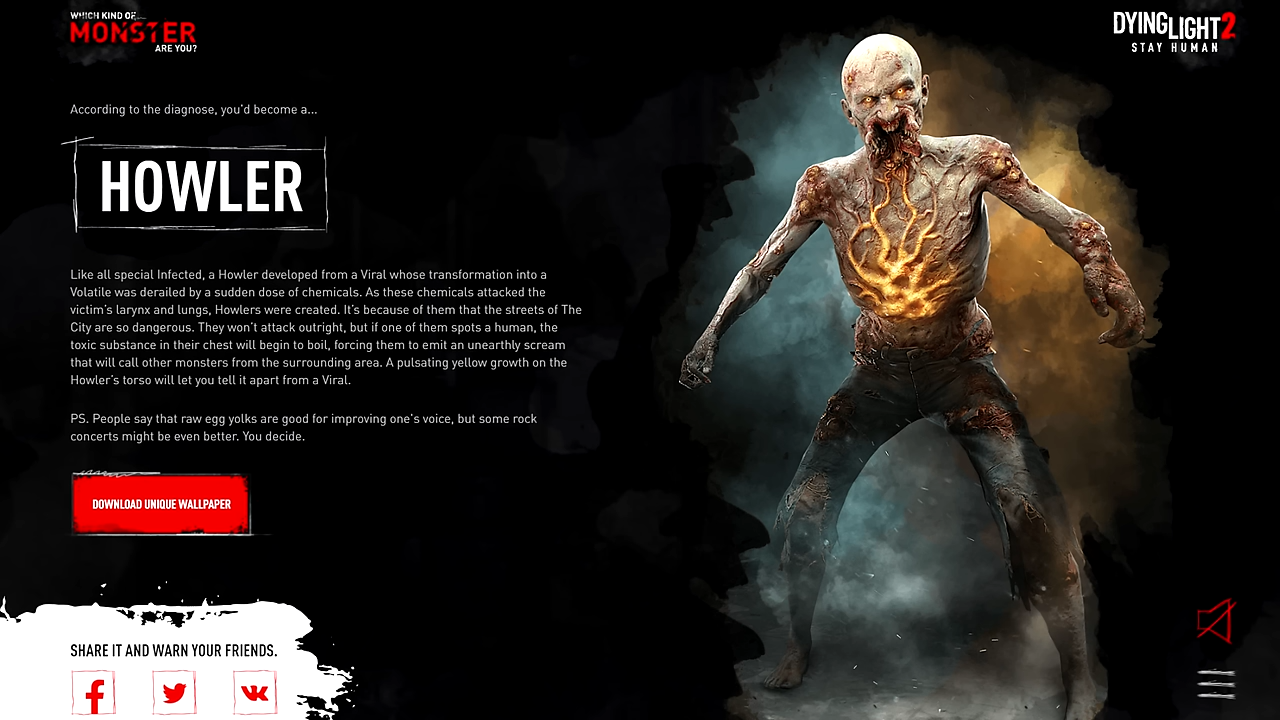 WHICH KIND OF
MONSTER
ARE YOU?
DYING LIGHT 2
STAY HUMAN
According to the diagnose, you'd become a...
HOWLER
Like all special Infected, a Howler developed from a Viral whose transformation into a
Volatile was derailed by a sudden dose of chemicals. As these chemicals attacked the
victim's larynx and lungs, Howlers were created. It's because of them that the streets of The
City are so dangerous. They won't attack outright, but if one of them spots a human, the
toxic substance in their chest will begin to boil, forcing them to emit an unearthly scream
that will call other monsters from the surrounding area. A pulsating yellow growth on the
Howler's torso will let you tell it apart from a Viral.
PS. People say that raw egg yolks are good for improving one's voice, but some rock
concerts might be even better. You decide.
DOWNLOAD UNIQUE WALLPAPER
SHARE IT AND WARN YOUR FRIENDS.